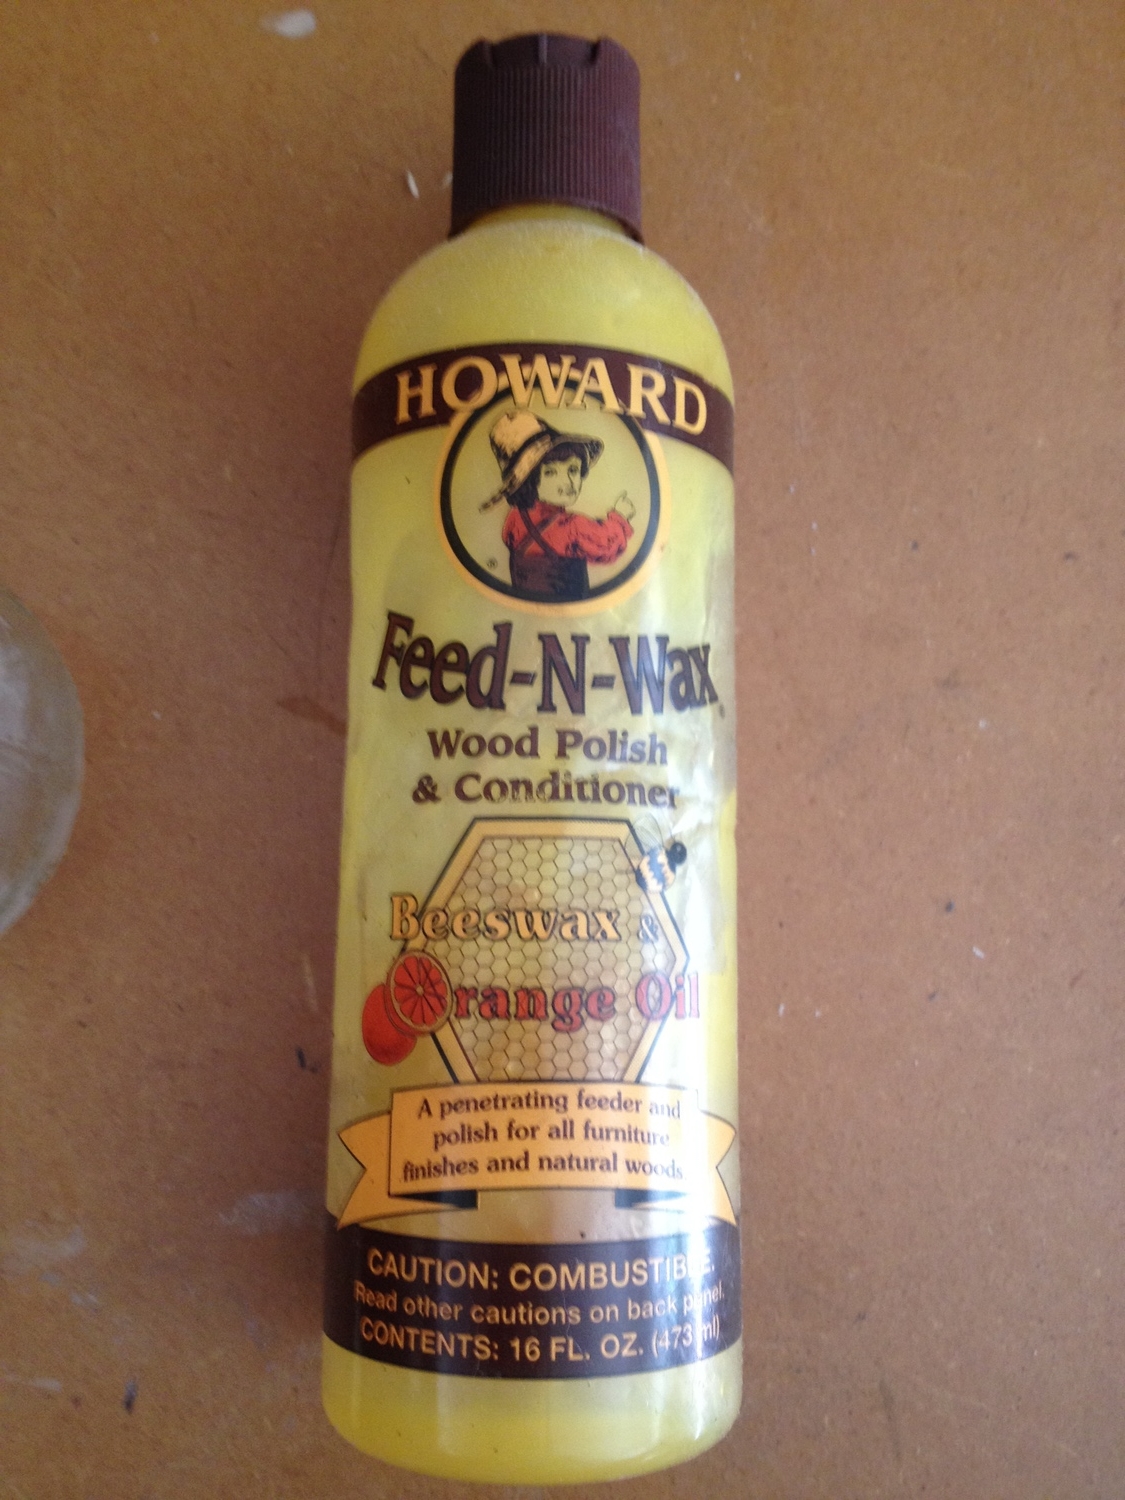 HOWARD
®
Feed-N-Wax®
Wood Polish
& Conditioner
Beeswax &
Orange Oil
A penetrating feeder and
polish for all furniture
finishes and natural woods
CAUTION: COMBUSTIBLE.
Read other cautions on back panel.
CONTENTS: 16 FL. OZ. (473 ml)